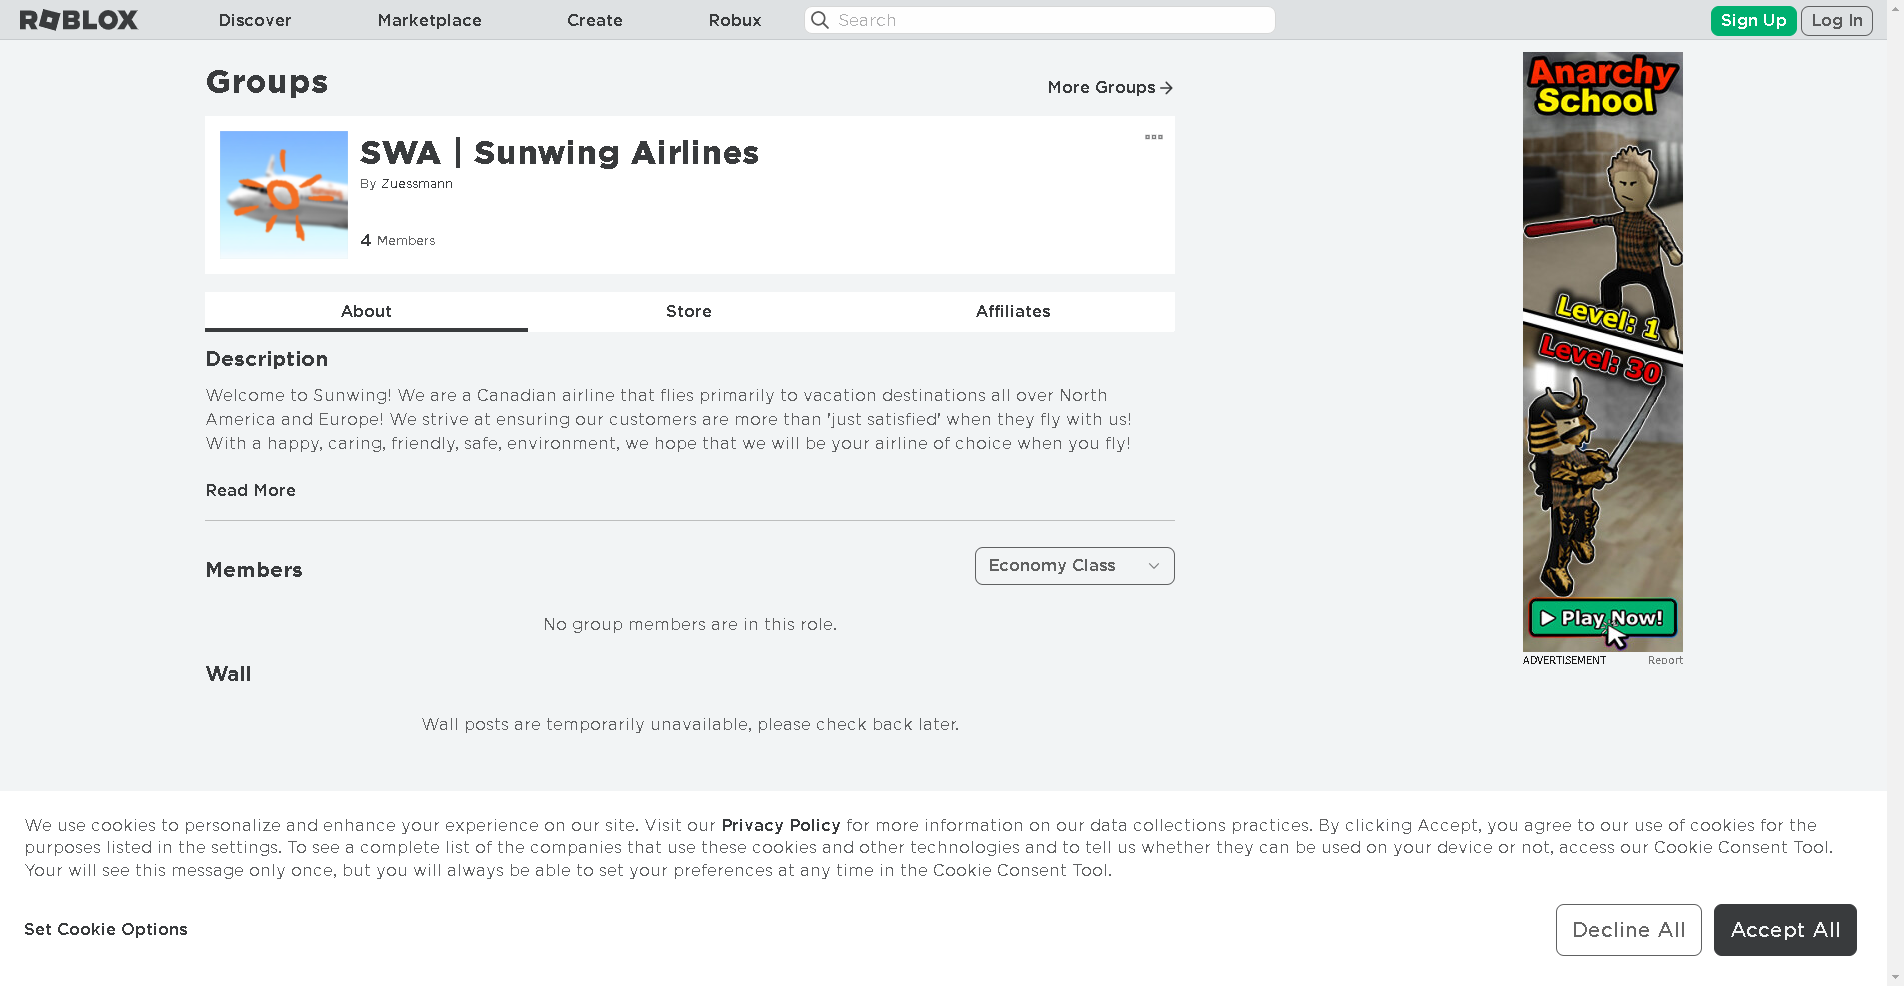 ROBLOX
Discover
Marketplace
Create
Robux
Search
Sign Up
Log In
Groups
More Groups
SWA | Sunwing Airlines
By Zuessmann
4 Members
About
Store
Affiliates
Description
Welcome to Sunwing! We are a Canadian airline that flies primarily to vacation destinations all over North
America and Europe! We strive at ensuring our customers are more than 'just satisfied' when they fly with us!
With a happy, caring, friendly, safe, environment, we hope that we will be your airline of choice when you fly!
Read More
Members
Economy Class
No group members are in this role.
Wall
Wall posts are temporarily unavailable, please check back later.
Anarchy
School
Level: 1
Level: 30
Play Now!
ADVERTISEMENT
Report
We use cookies to personalize and enhance your experience on our site. Visit our Privacy Policy for more information on our data collections practices. By clicking Accept, you agree to our use of cookies for the
purposes listed in the settings. To see a complete list of the companies that use these cookies and other technologies and to tell us whether they can be used on your device or not, access our Cookie Consent Tool.
Your will see this message only once, but you will always be able to set your preferences at any time in the Cookie Consent Tool.
Set Cookie Options
Decline All
Accept All